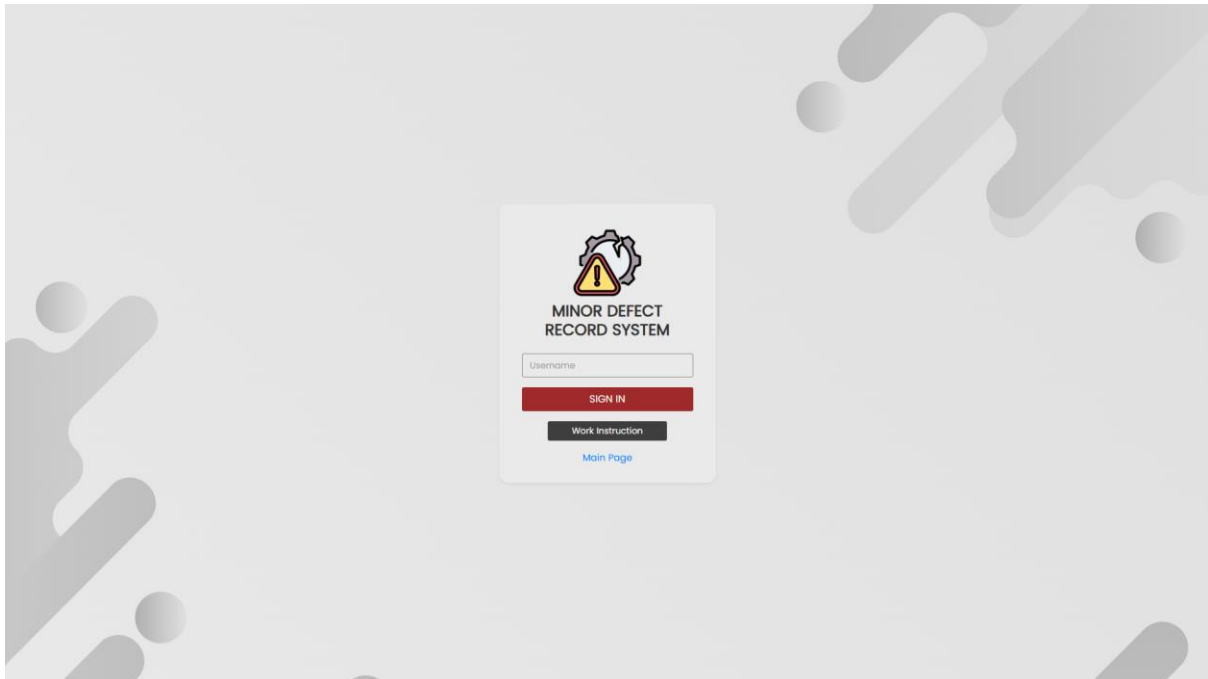 MINOR DEFECT
RECORD SYSTEM
Username
SIGN IN
Work Instruction
Main Page